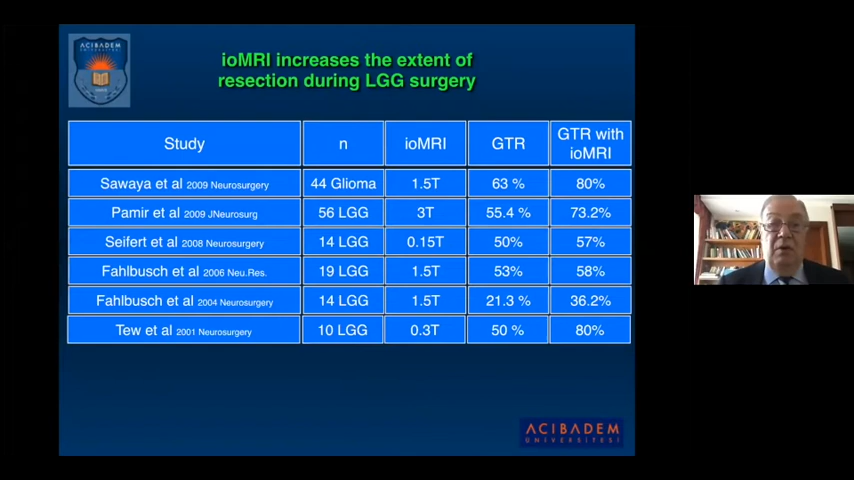 ACIBADEM
ioMRI increases the extent of
resection during LGG surgery
Study n ioMRI GTR GTR with ioMRI
Sawaya et al 2009 Neurosurgery 44 Glioma 1.5T 63 % 80%
Pamir et al 2009 JNeurosurg 56 LGG 3T 55.4 % 73.2%
Seifert et al 2008 Neurosurgery 14 LGG 0.15T 50% 57%
Fahlbusch et al 2006 Neu.Res. 19 LGG 1.5T 53% 58%
Fahlbusch et al 2004 Neurosurgery 14 LGG 1.5T 21.3 % 36.2%
Tew et al 2001 Neurosurgery 10 LGG 0.3T 50 % 80%
ACIBADEM
ÜNİVERSİTESİ